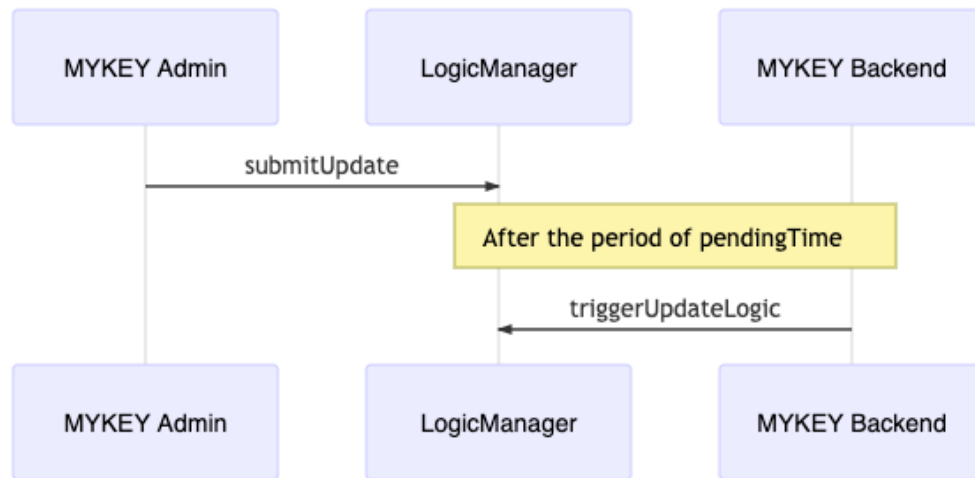 MYKEY Admin
LogicManager
MYKEY Backend
submitUpdate
After the period of pendingTime
triggerUpdateLogic
MYKEY Admin
LogicManager
MYKEY Backend